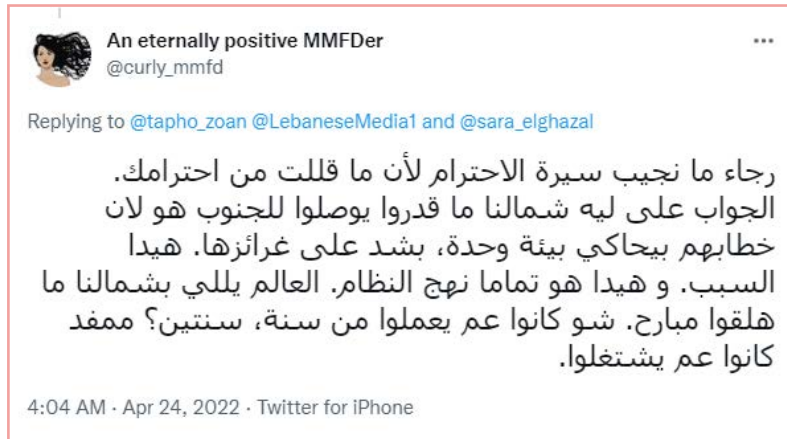 An eternally positive MMFDer
@curly_mmfd
Replying to @tapho_zoan @LebaneseMedia1 and @sara_elghazal
رجاء ما نجيب سيرة الاحترام لأن ما قللت من احترامك.
الجواب على ليه شمالنا ما قدروا يوصلوا للجنوب هو لان
خطابهم بيحاكي بيئة وحدة، بشد على غرائزها. هيدا
السبب. و هيدا هو تماما نهج النظام. العالم يللي بشمالنا ما
هلقوا مبارح. شو كانوا عم يعملوا من سنة، سنتين؟ ممفد
كانوا عم يشتغلوا.
4:04 AM · Apr 24, 2022 · Twitter for iPhone